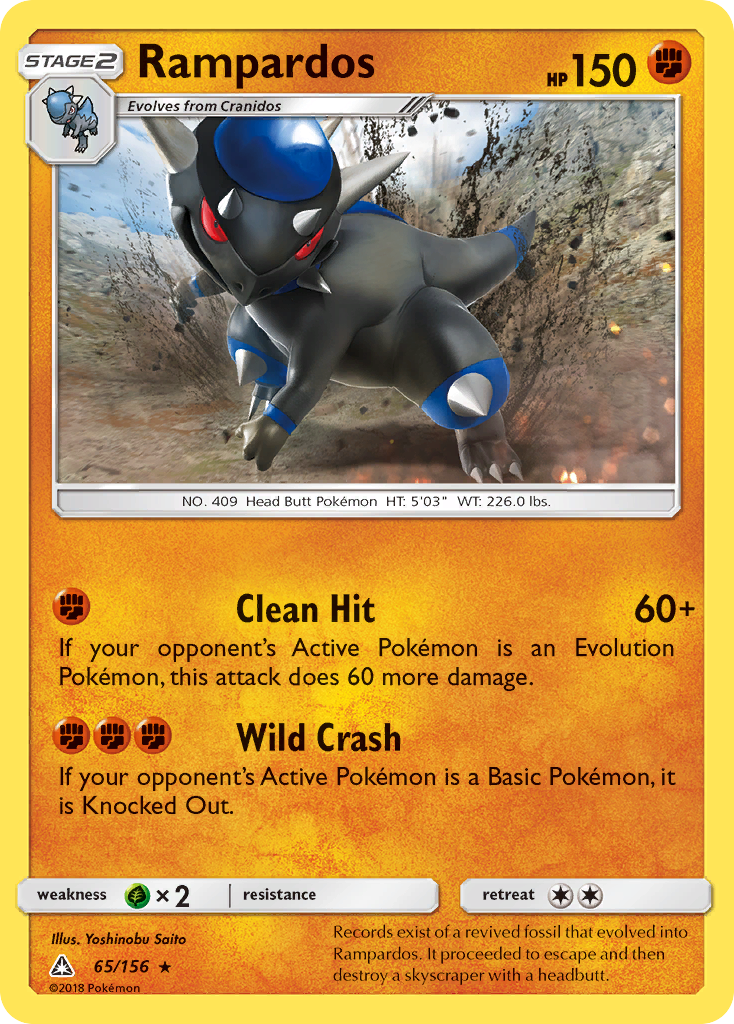 STAGE2
Rampardos
HP150
Evolves from Cranidos
NO. 409 Head Butt Pokémon HT: 5'03" WT: 226.0 lbs.
Clean Hit 60+
If your opponent's Active Pokémon is an Evolution
Pokémon, this attack does 60 more damage.
Wild Crash
If your opponent's Active Pokémon is a Basic Pokémon, it
is Knocked Out.
weakness ×2 resistance retreat
Illus. Yoshinobu Saito
65/156 ★
©2018 Pokémon
Records exist of a revived fossil that evolved into
Rampardos. It proceeded to escape and then
destroy a skyscraper with a headbutt.